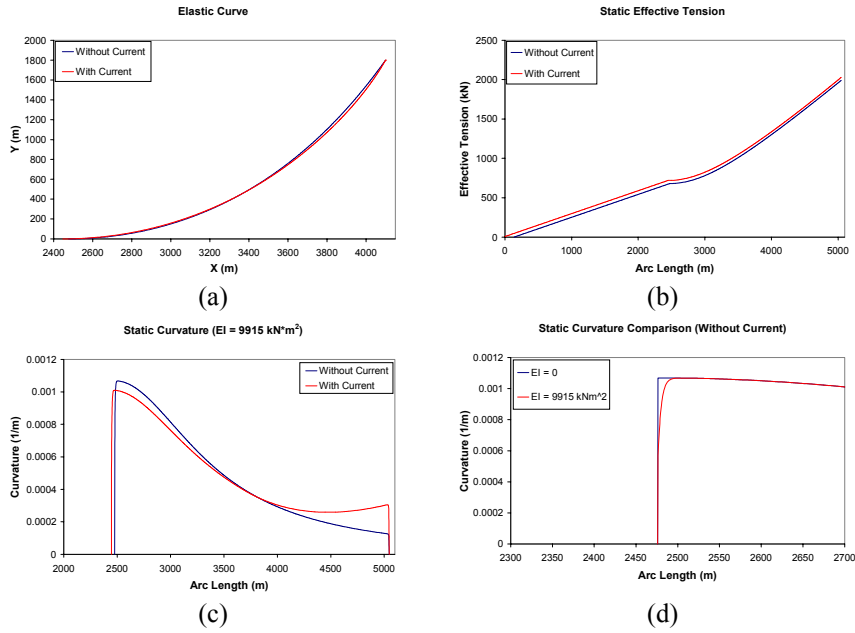 Elastic Curve
2000
1800
1600
1400
1200
1000
800
600
400
200
0
Y (m)
Without Current
With Current
2400 2600 2800 3000 3200 3400 3600 3800 4000
X (m)
(a)
Static Effective Tension
2500
2000
1500
1000
500
0
Effective Tension (kN)
Without Current
With Current
0 1000 2000 3000 4000 5000
Arc Length (m)
(b)
Static Curvature (EI = 9915 kN*m²)
0.0012
0.001
0.0008
0.0006
0.0004
0.0002
0
Curvature (1/m)
Without Current
With Current
2000 2500 3000 3500 4000 4500 5000
Arc Length (m)
(c)
Static Curvature Comparison (Without Current)
0.0012
0.001
0.0008
0.0006
0.0004
0.0002
0
Curvature (1/m)
EI = 0
EI = 9915 kNm^2
2300 2350 2400 2450 2500 2550 2600 2650 2700
Arc Length (m)
(d)